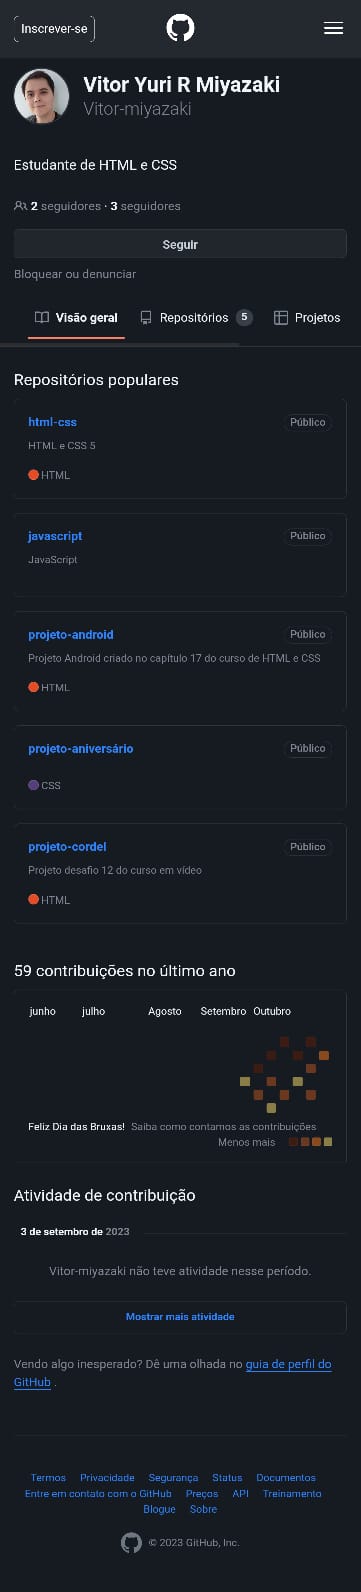 Inscrever-se
Vitor Yuri R Miyazaki
Vitor-miyazaki
Estudante de HTML e CSS
2 seguidores · 3 seguidores
Seguir
Bloquear ou denunciar
Visão geral Repositórios 5 Projetos
Repositórios populares
html-css Público
HTML e CSS 5
HTML
javascript Público
JavaScript
projeto-android Público
Projeto Android criado no capítulo 17 do curso de HTML e CSS
HTML
projeto-aniversário Público
CSS
projeto-cordel Público
Projeto desafio 12 do curso em vídeo
HTML
59 contribuições no último ano
junho julho Agosto Setembro Outubro
Feliz Dia das Bruxas! Saiba como contamos as contribuições
Menos mais
Atividade de contribuição
3 de setembro de 2023
Vitor-miyazaki não teve atividade nesse período.
Mostrar mais atividade
Vendo algo inesperado? Dê uma olhada no guia de perfil do
GitHub .
Termos Privacidade Segurança Status Documentos
Entre em contato com o GitHub Preços API Treinamento
Blogue Sobre
© 2023 GitHub, Inc.